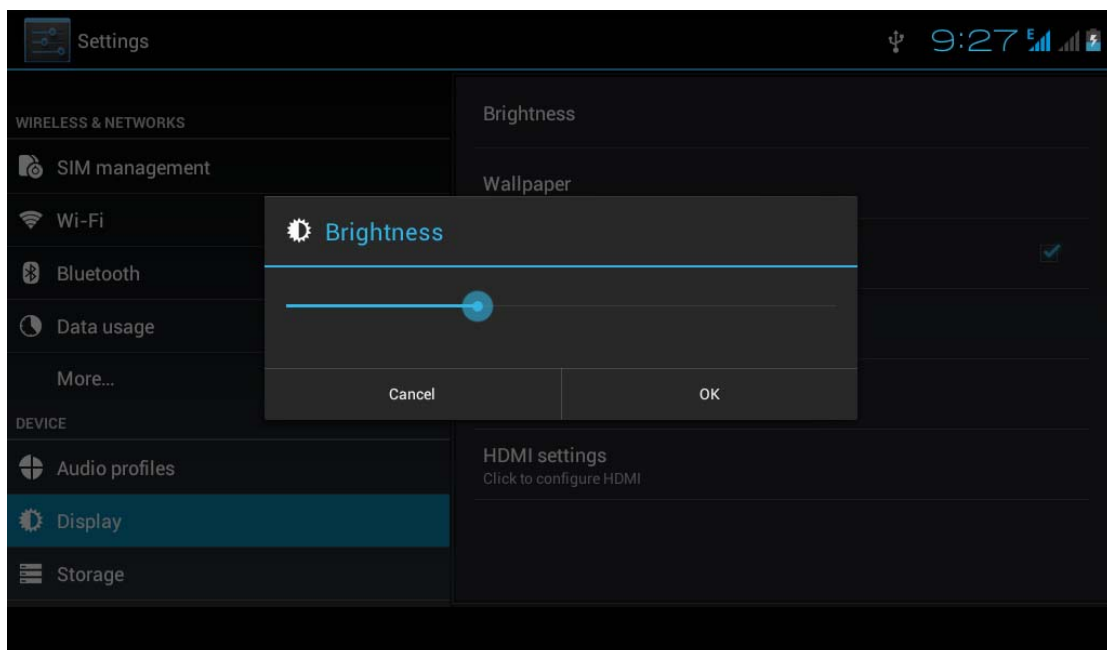 Settings
9:27 E
WIRELESS & NETWORKS
SIM management
Wi-Fi
Bluetooth
Data usage
More...
DEVICE
Audio profiles
Display
Storage
Brightness
Wallpaper
HDMI settings
Click to configure HDMI
Brightness
Cancel
OK